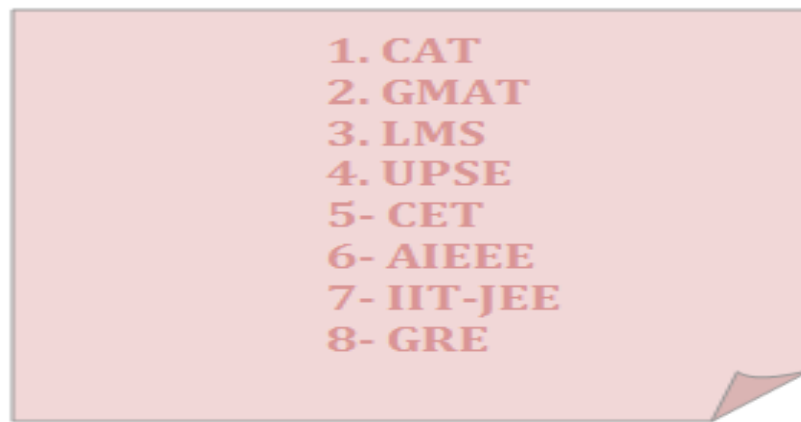 1. CAT
2. GMAT
3. LMS
4. UPSE
5- CET
6- AIEEE
7- IIT-JEE
8- GRE